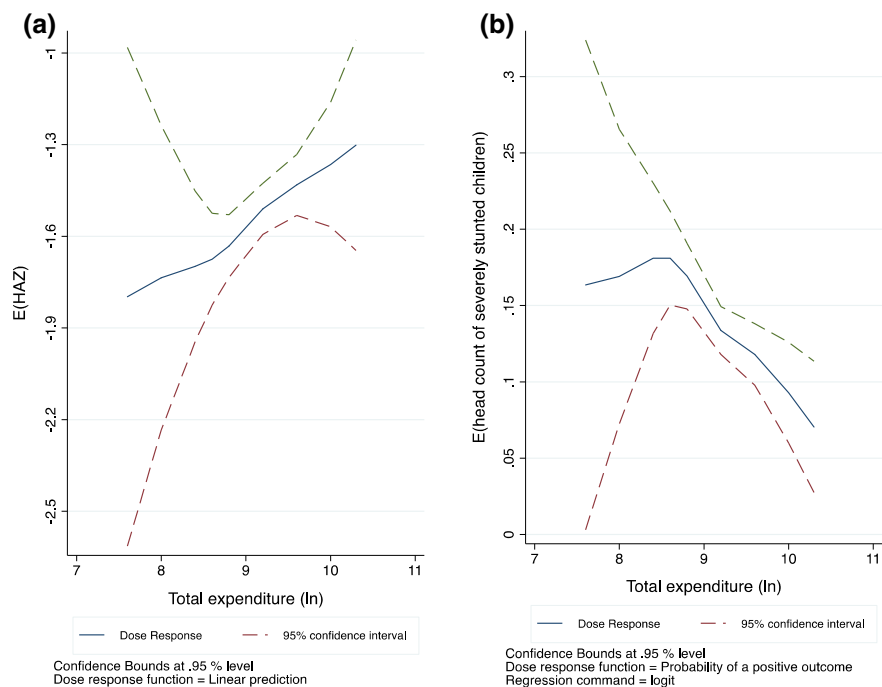 (a)
E(HAZ)
-1
-1.3
-1.6
-1.9
-2.2
-2.5
7 8 9 10 11
Total expenditure (ln)
Dose Response 95% confidence interval
Confidence Bounds at .95 % level
Dose response function = Linear prediction
(b)
E(head count of severely stunted children)
.3
.25
.2
.15
.1
.05
0
7 8 9 10 11
Total expenditure (ln)
Dose Response 95% confidence interval
Confidence Bounds at .95 % level
Dose response function = Probability of a positive outcome
Regression command = logit